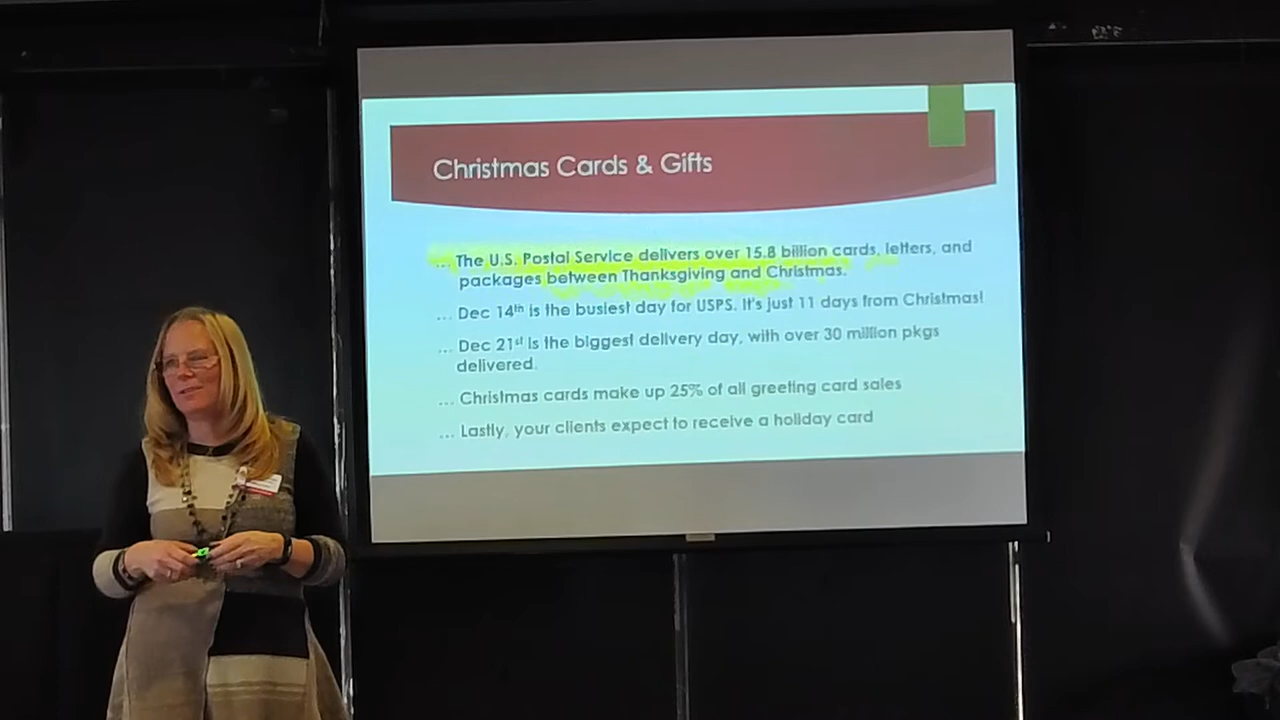 Christmas Cards & Gifts
... The U.S. Postal Service delivers over 15.8 billion cards, letters, and
packages between Thanksgiving and Christmas.
... Dec 14th is the busiest day for USPS. It's just 11 days from Christmas!
... Dec 21st is the biggest delivery day, with over 30 million pkgs
delivered.
... Christmas cards make up 25% of all greeting card sales
... Lastly, your clients expect to receive a holiday card